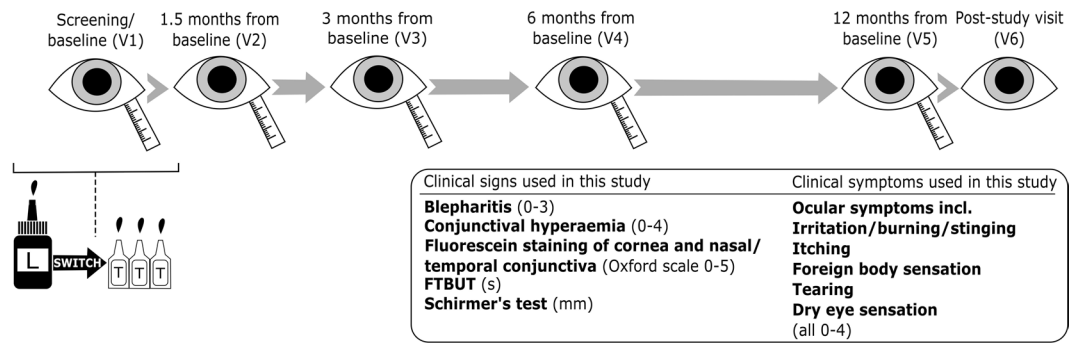 Screening/
baseline (V1)
1.5 months from
baseline (V2)
3 months from
baseline (V3)
6 months from
baseline (V4)
12 months from
baseline (V5)
Post-study visit
(V6)
L
SWITCH
T T T
Clinical signs used in this study
Blepharitis (0-3)
Conjunctival hyperaemia (0-4)
Fluorescein staining of cornea and nasal/
temporal conjunctiva (Oxford scale 0-5)
FTBUT (s)
Schirmer's test (mm)
Clinical symptoms used in this study
Ocular symptoms incl.
Irritation/burning/stinging
Itching
Foreign body sensation
Tearing
Dry eye sensation
(all 0-4)